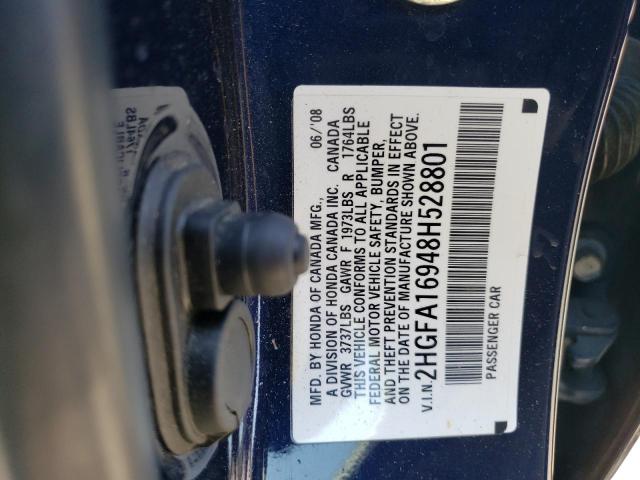 MFD. BY HONDA OF CANADA MFG., 06/'08
A DIVISION OF HONDA CANADA INC. CANADA
GVWR 3737LBS GAWR F 1973LBS R 1764LBS
THIS VEHICLE CONFORMS TO ALL APPLICABLE
FEDERAL MOTOR VEHICLE SAFETY, BUMPER,
AND THEFT PREVENTION STANDARDS IN EFFECT
ON THE DATE OF MANUFACTURE SHOWN ABOVE.
V.I.N. 2HGFA16948H528801
PASSENGER CAR